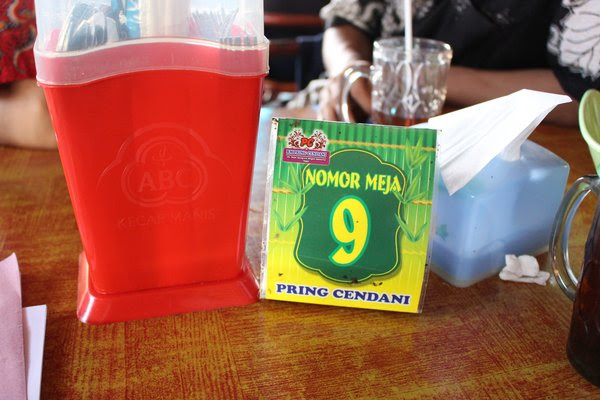 ABC
KECAP MANIS
NOMOR MEJA
9
PRING CENDANI